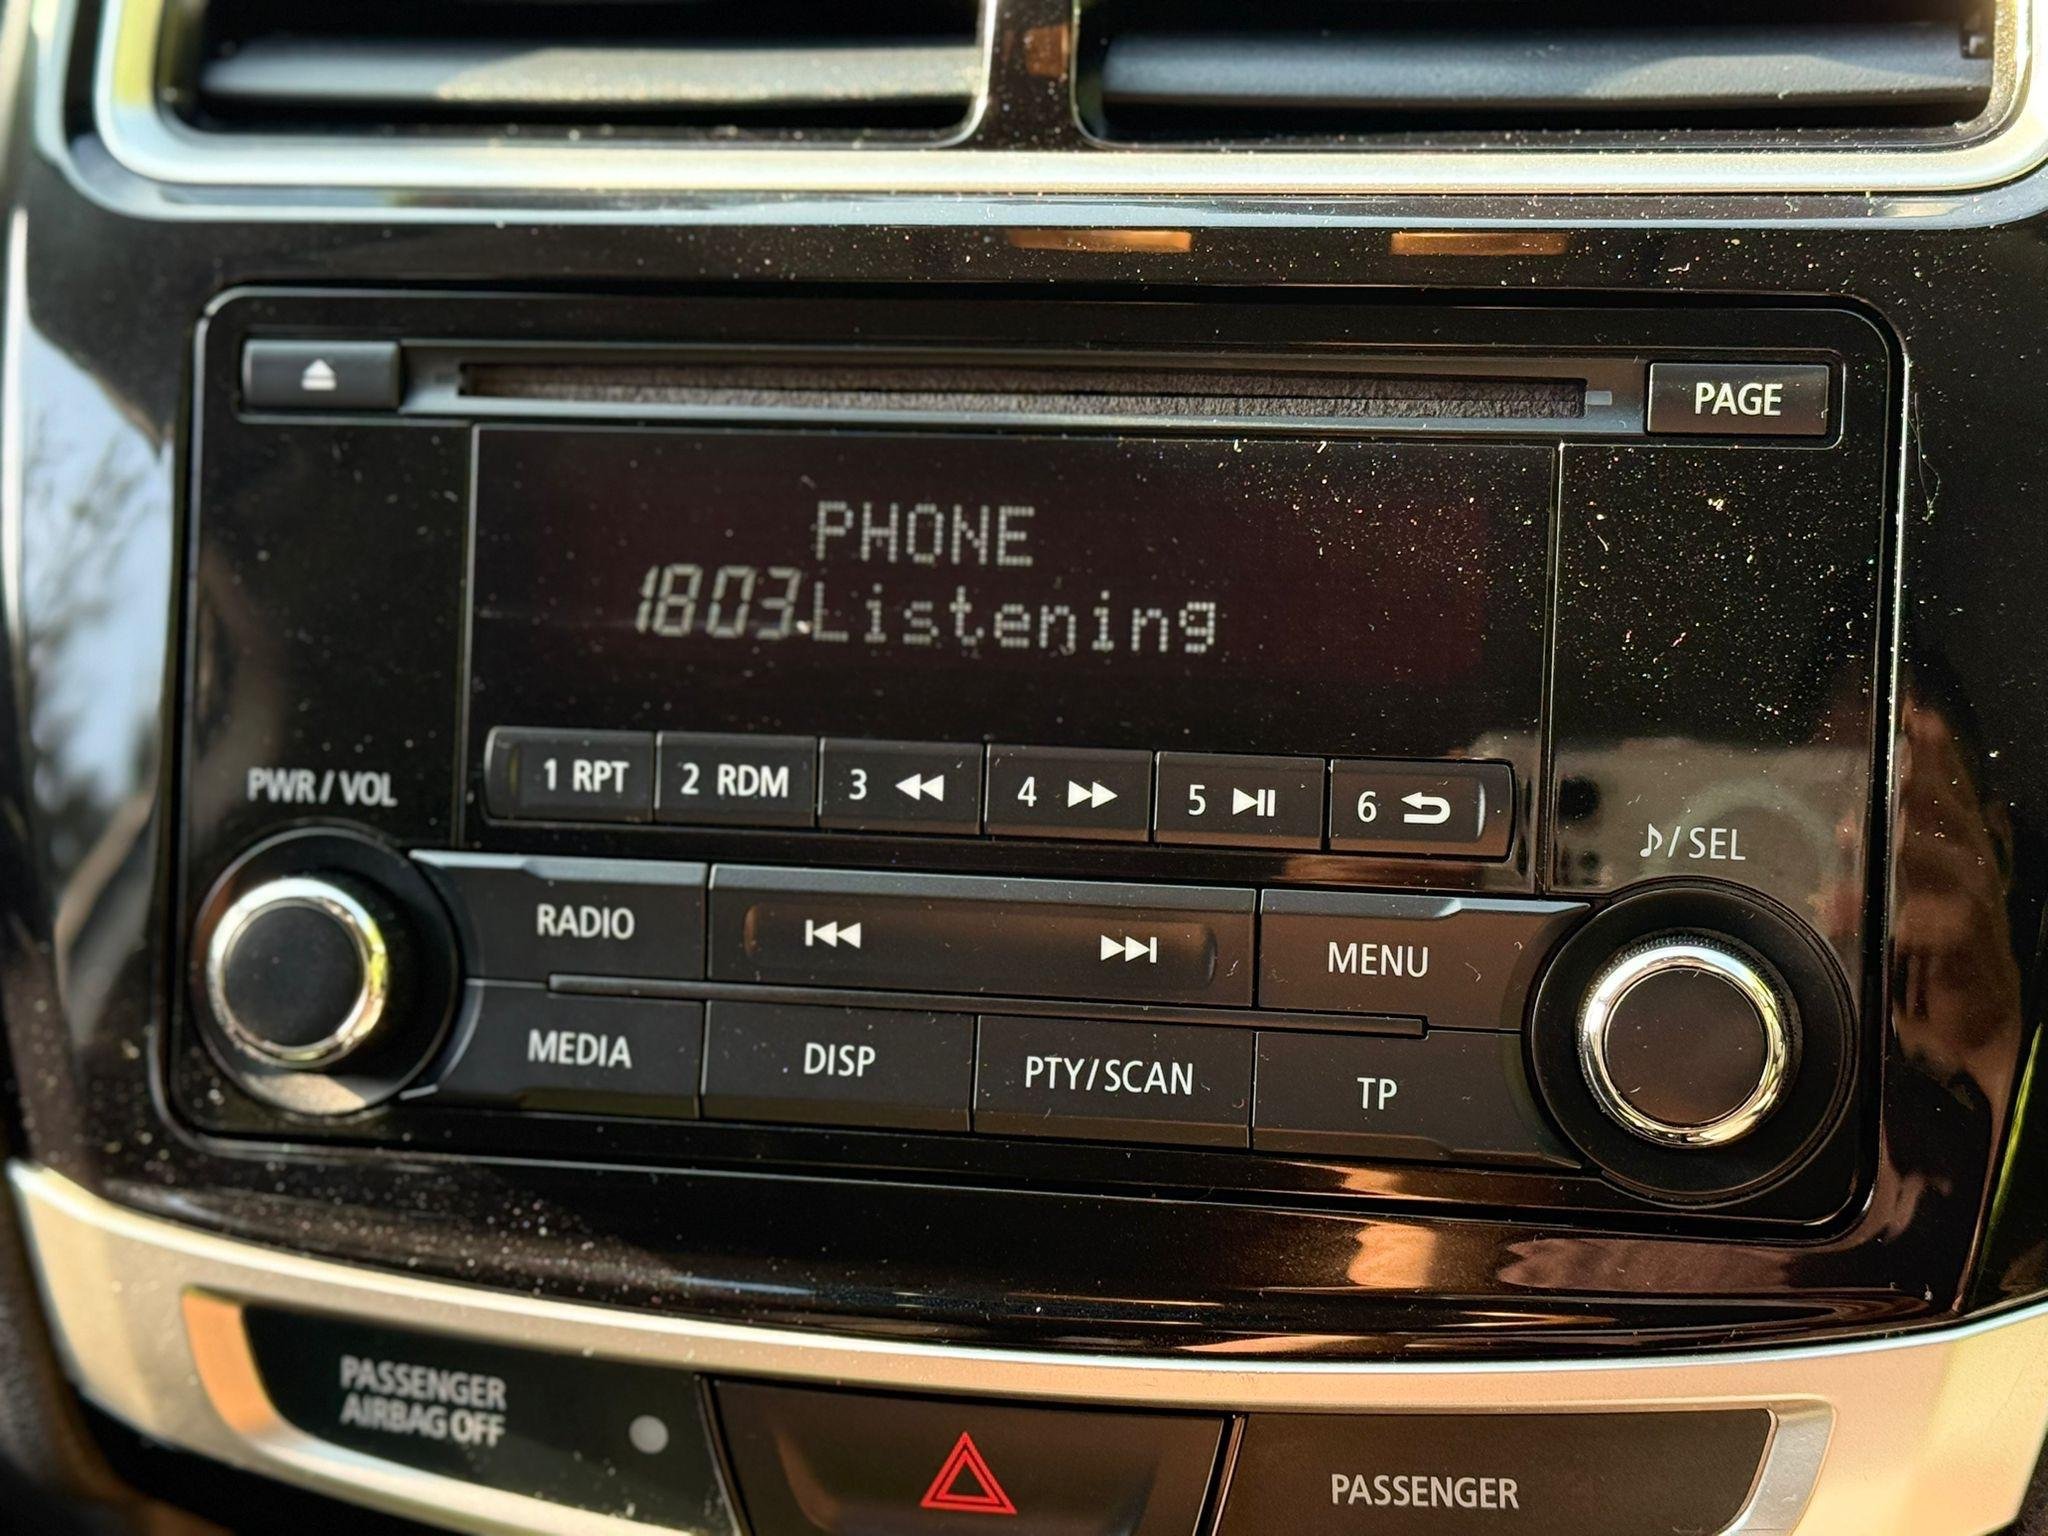 PAGE
PHONE
1803 Listening
PWR / VOL
1 RPT 2 RDM 3 4 5 6
/ SEL
RADIO
MENU
MEDIA DISP PTY/SCAN TP
PASSENGER
AIRBAG OFF
PASSENGER